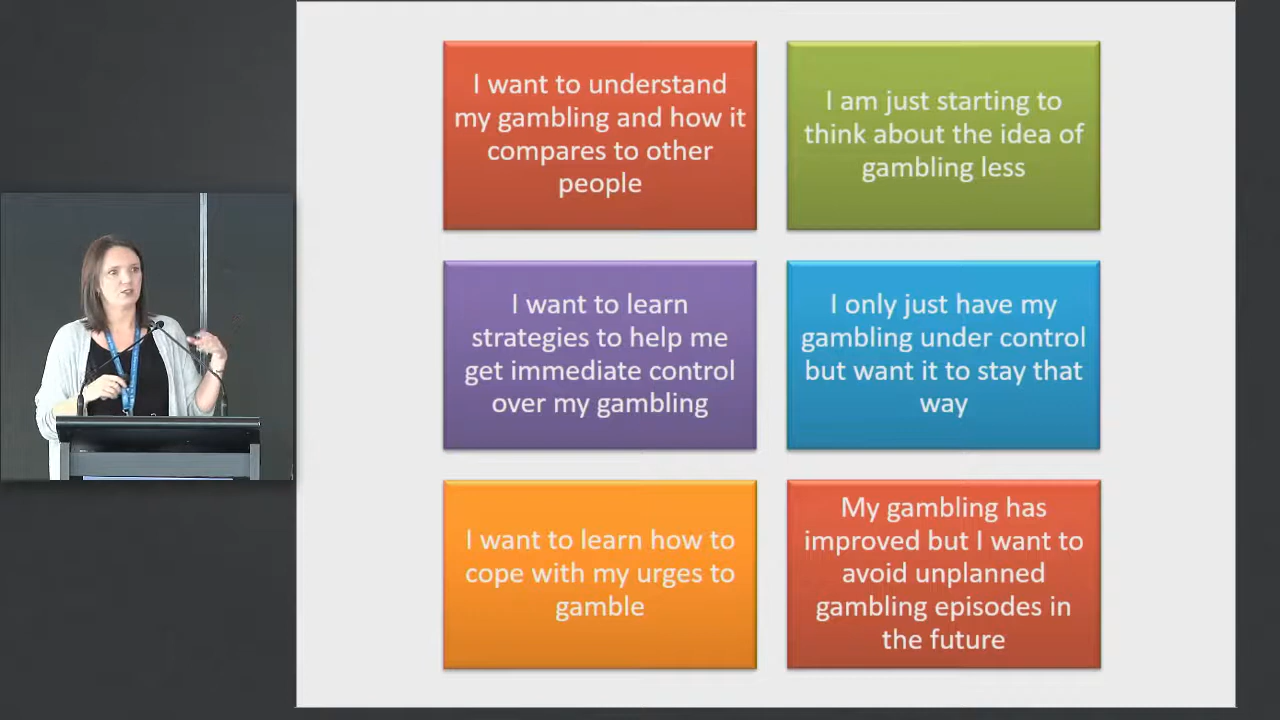 I want to understand
my gambling and how it
compares to other
people
I am just starting to
think about the idea of
gambling less
I want to learn
strategies to help me
get immediate control
over my gambling
I only just have my
gambling under control
but want it to stay that
way
I want to learn how to
cope with my urges to
gamble
My gambling has
improved but I want to
avoid unplanned
gambling episodes in
the future